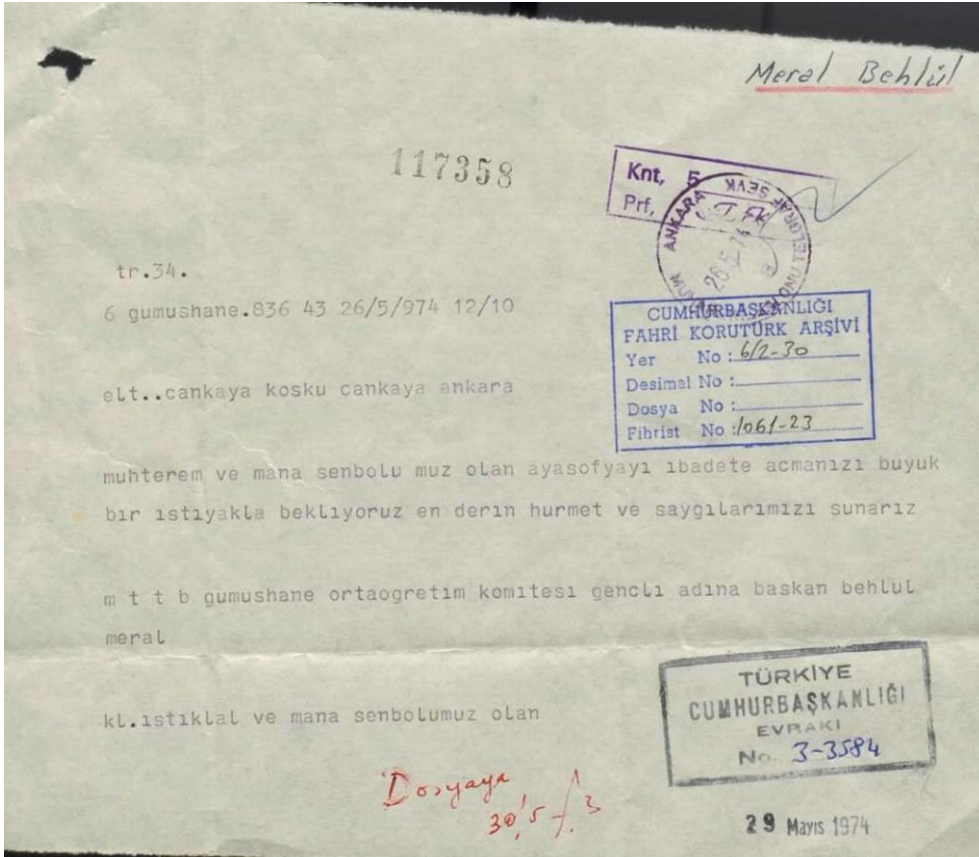 Meral Behlül
117358
Knt, 5
Prf,
ANKARA TELGRAF SEVK
26.5.74
tr.34.
6 gumushane.836 43 26/5/974 12/10
CUMHURBAŞKANLIĞI
FAHRİ KORUTÜRK ARŞİVİ
Yer No : 6/2-30
Desimal No :
Dosya No :
Fihrist No : 1061-23
elt..cankaya kosku cankaya ankara
muhterem ve mana senbolu muz olan ayasofyayı ıbadete acmanızı buyuk
bır ıstıyakla beklıyoruz en derın hurmet ve saygılarımızı sunarız
m t t b gumushane ortaogretım komıtesı genclı adına baskan behlul
meral
kl.ıstıklal ve mana senbolumuz olan
TÜRKİYE
CUMHURBAŞKANLIĞI
EVRAKI
No. 3-3584
Dosyaya
30.5
29 Mayıs 1974